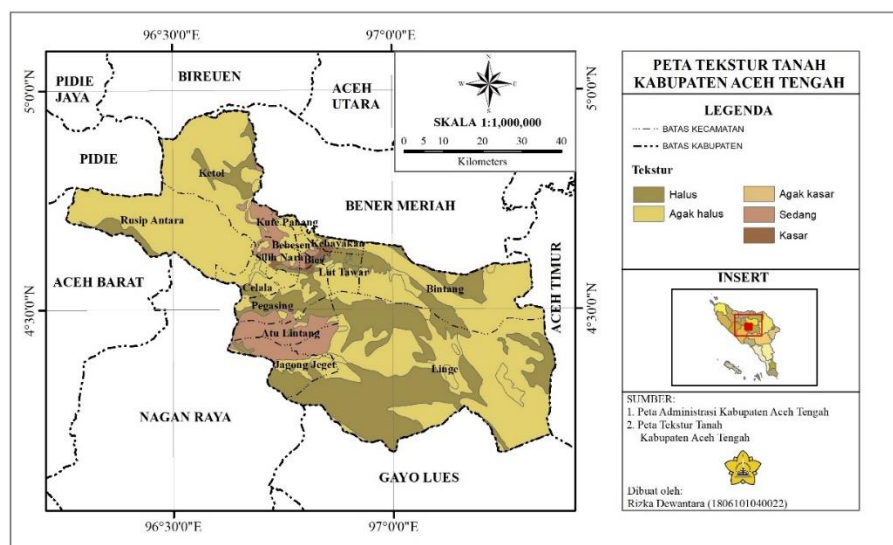 96°30'0"E
97°0'0"E
5°0'0"N
4°30'0"N
PIDIE
JAYA
BIREUEN
ACEH
UTARA
PIDIE
BENER MERIAH
ACEH BARAT
ACEH TIMUR
NAGAN RAYA
GAYO LUES
N
W
E
S
SKALA 1:1,000,000
0 5 10 20 30 40
Kilometers
Ketol
Rusip Antara
Kute Panang
Bebesen
Kebayakan
Silih Nara
Bies
Lut Tawar
Celala
Bintang
Pegasing
Atu Lintang
Jagong Jeget
Linge
5°0'0"N
4°30'0"N
96°30'0"E
97°0'0"E
PETA TEKSTUR TANAH
KABUPATEN ACEH TENGAH
LEGENDA
BATAS KECAMATAN
BATAS KABUPATEN
Tekstur
Halus
Agak halus
Agak kasar
Sedang
Kasar
INSERT
SUMBER:
1. Peta Administrasi Kabupaten Aceh Tengah
2. Peta Tekstur Tanah
Kabupaten Aceh Tengah
Dibuat oleh:
Rizka Dewantara (1806101040022)